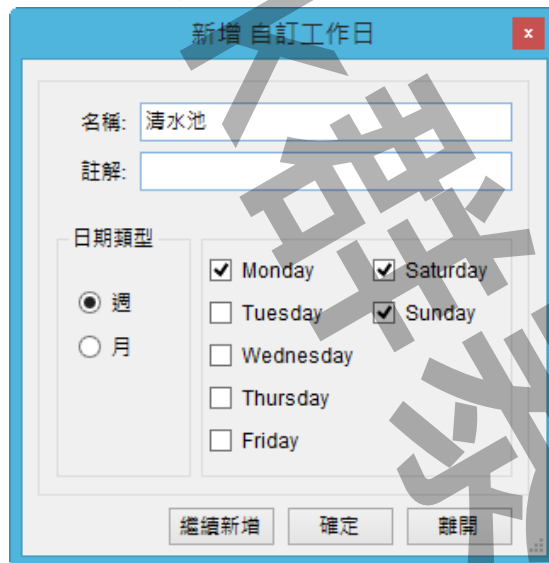 新增 自訂工作日
x
名稱: 清水池
註解:
日期類型
週
月
Monday
Saturday
Tuesday
Sunday
Wednesday
Thursday
Friday
繼續新增 確定 離開